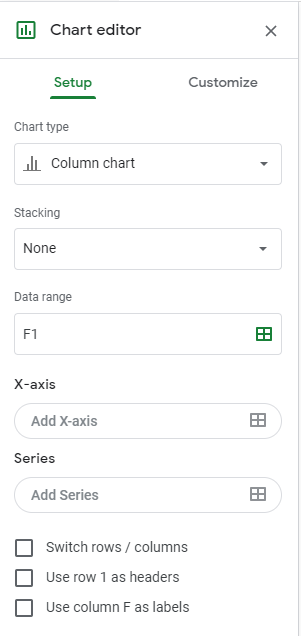 Chart editor
Setup Customize
Chart type
Column chart
Stacking
None
Data range
F1
X-axis
Add X-axis
Series
Add Series
Switch rows / columns
Use row 1 as headers
Use column F as labels